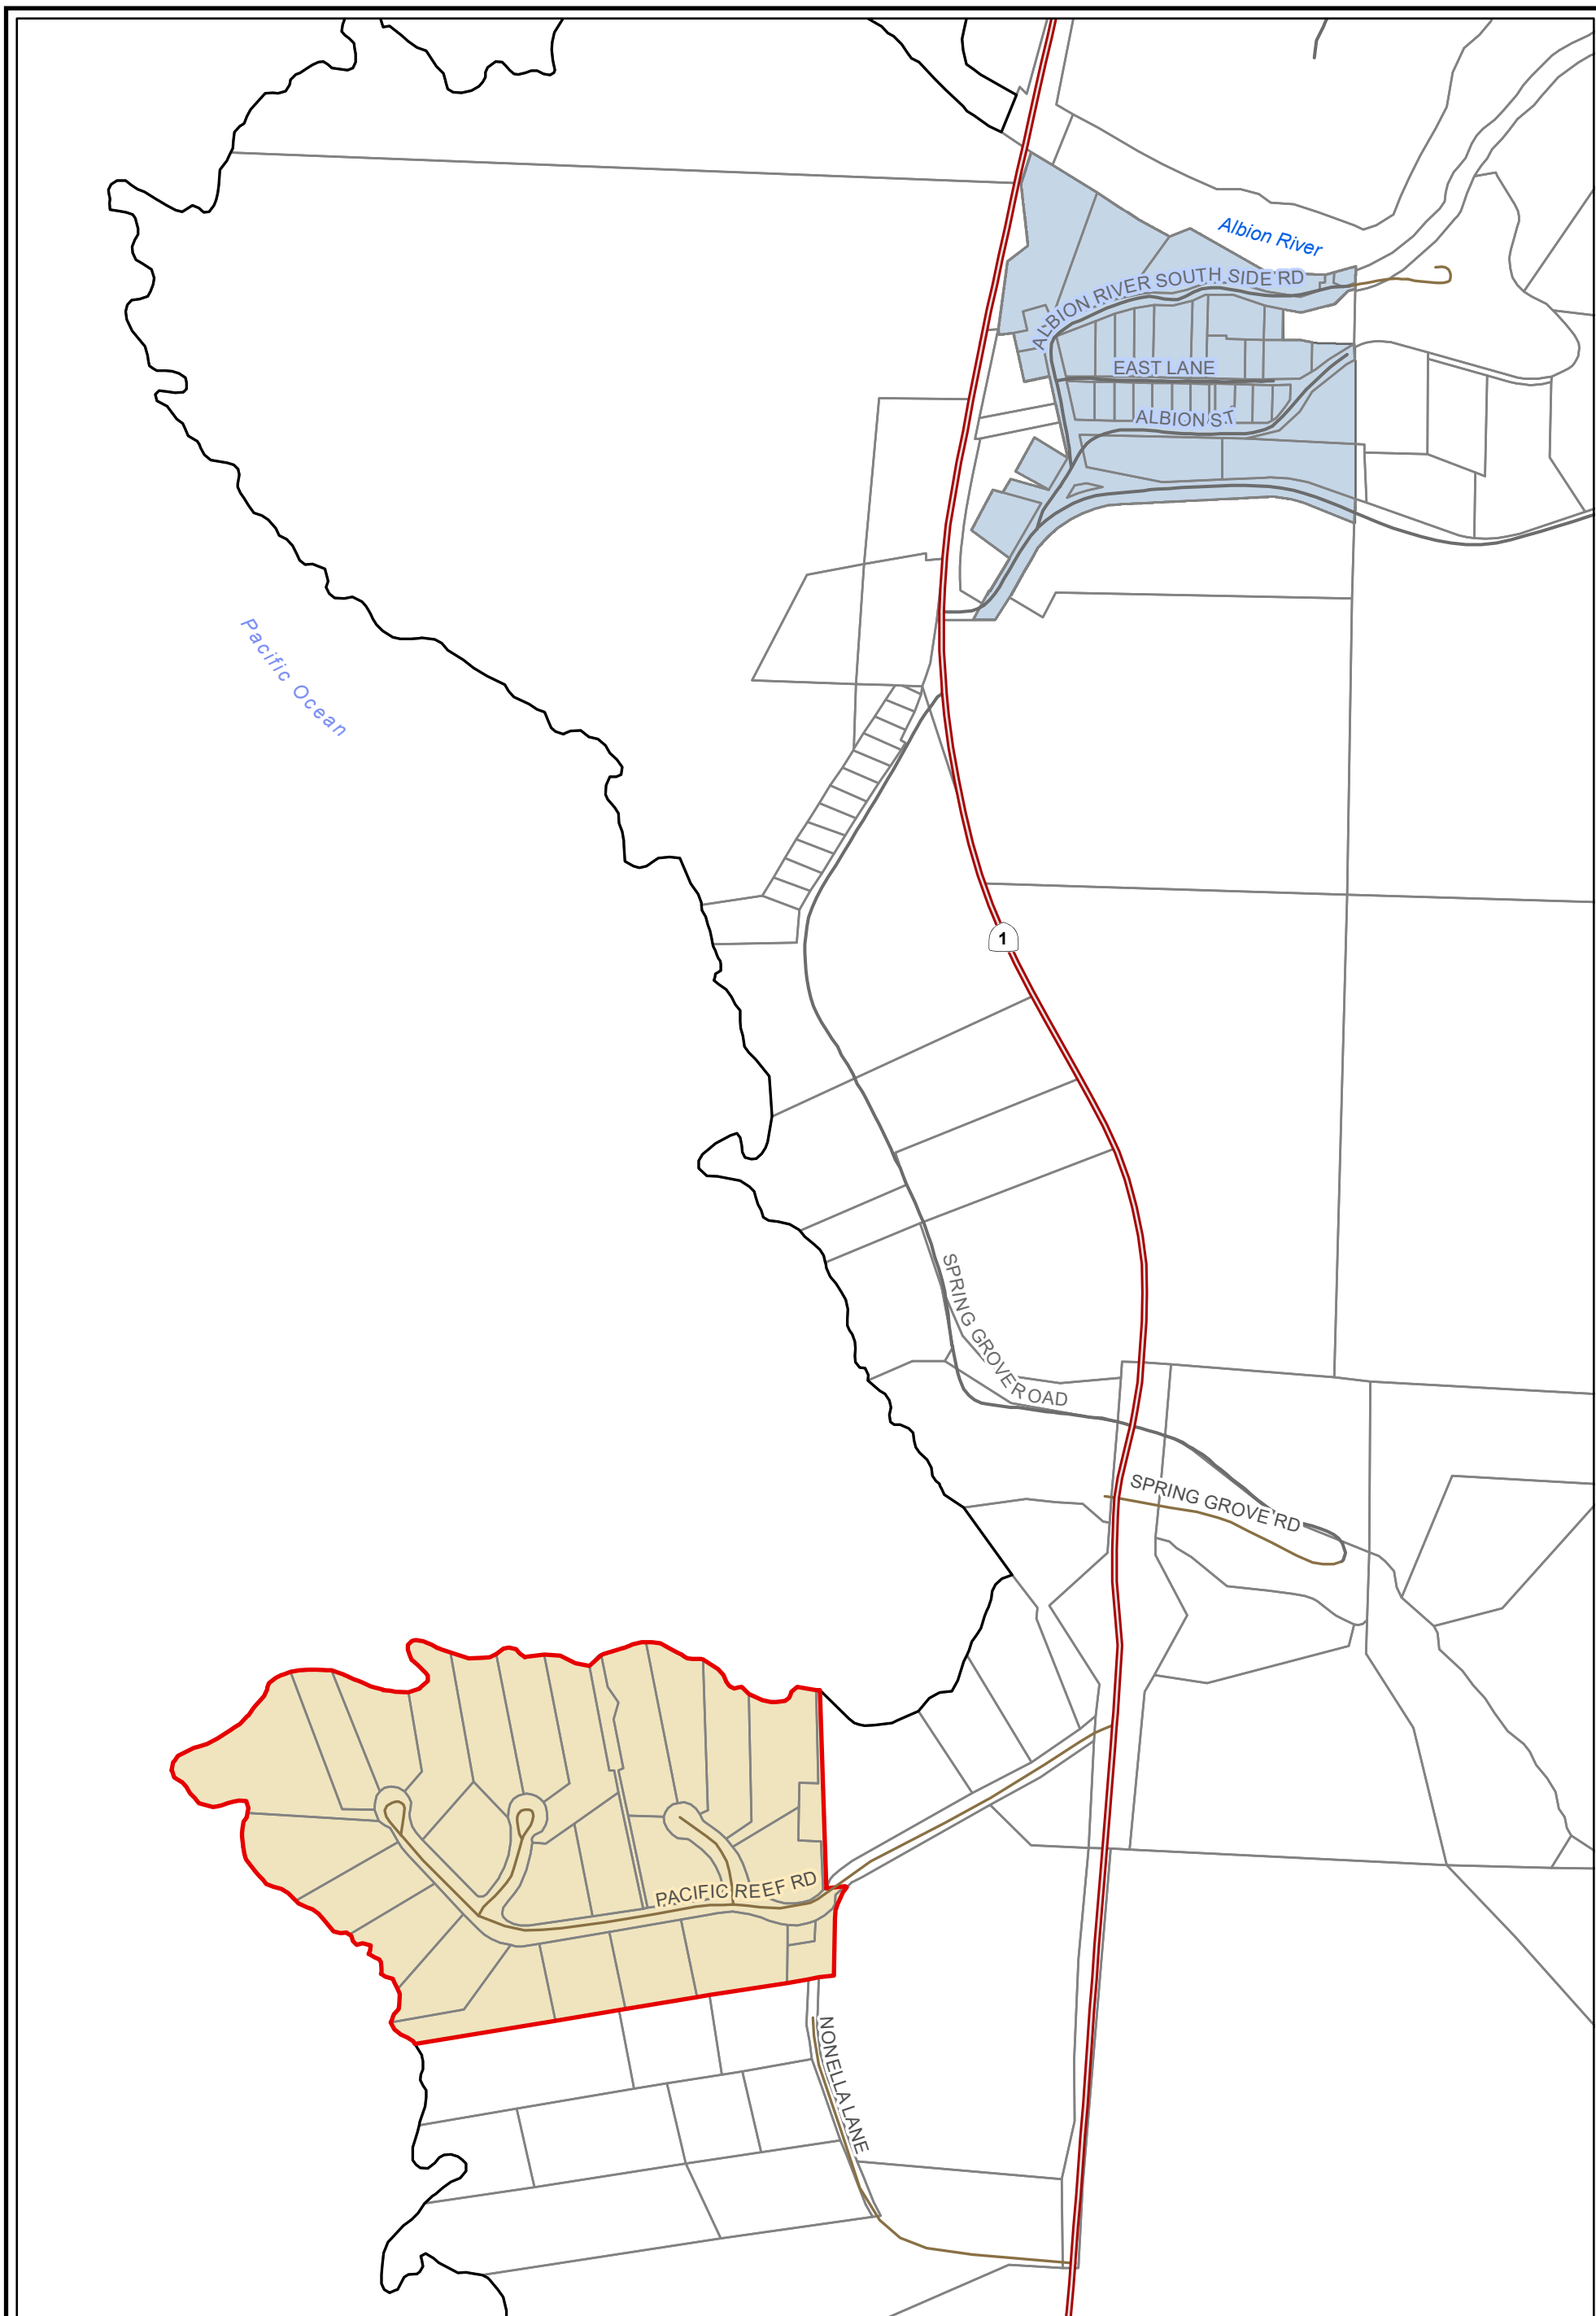 Albion River
ALBION RIVER SOUTH SIDE RD
EAST LANE
ALBION ST
Pacific Ocean
1
SPRING GROVE ROAD
SPRING GROVE RD
PACIFIC REEF RD
NONELLA LANE